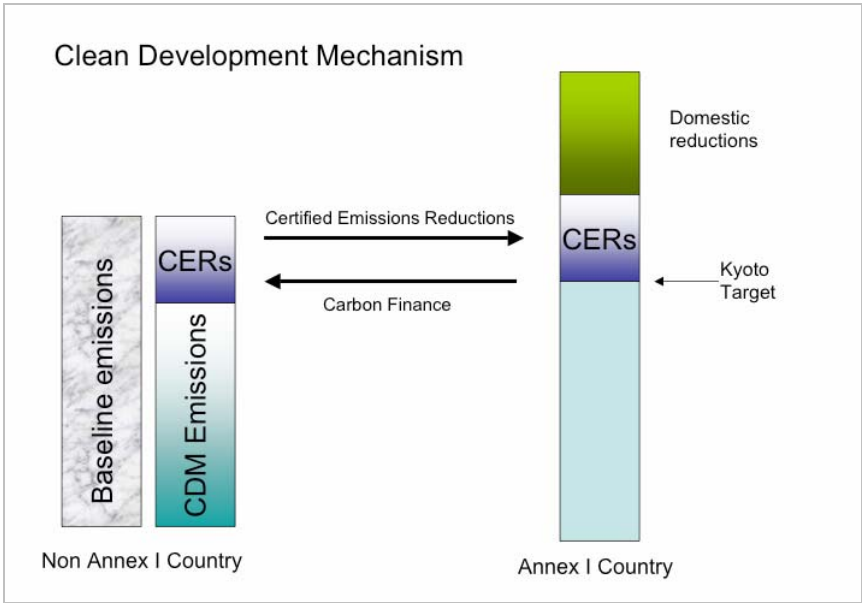 Clean Development Mechanism
Domestic
reductions
Certified Emissions Reductions
CERs
CERs
Kyoto
Target
Carbon Finance
Baseline emissions
CDM Emissions
Non Annex I Country
Annex I Country